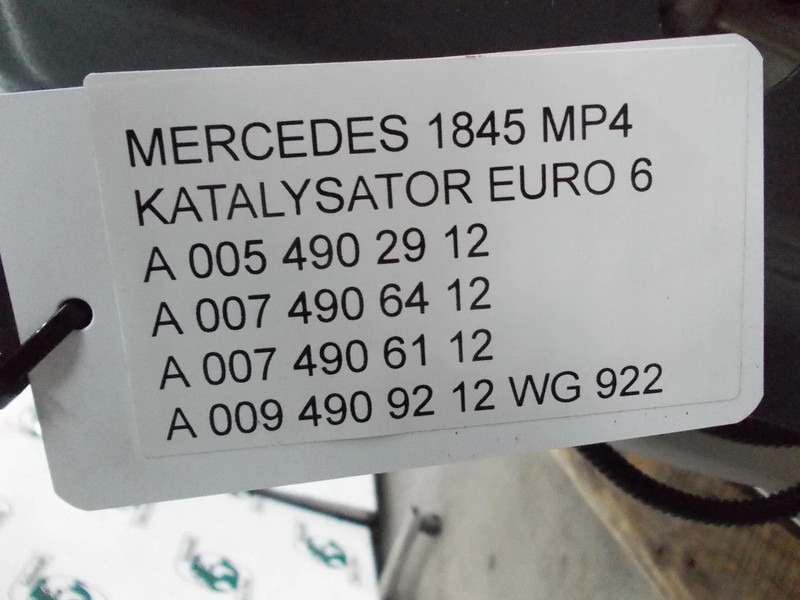 MERCEDES 1845 MP4
KATALYSATOR EURO 6
A 005 490 29 12
A 007 490 64 12
A 007 490 61 12
A 009 490 92 12 WG 922